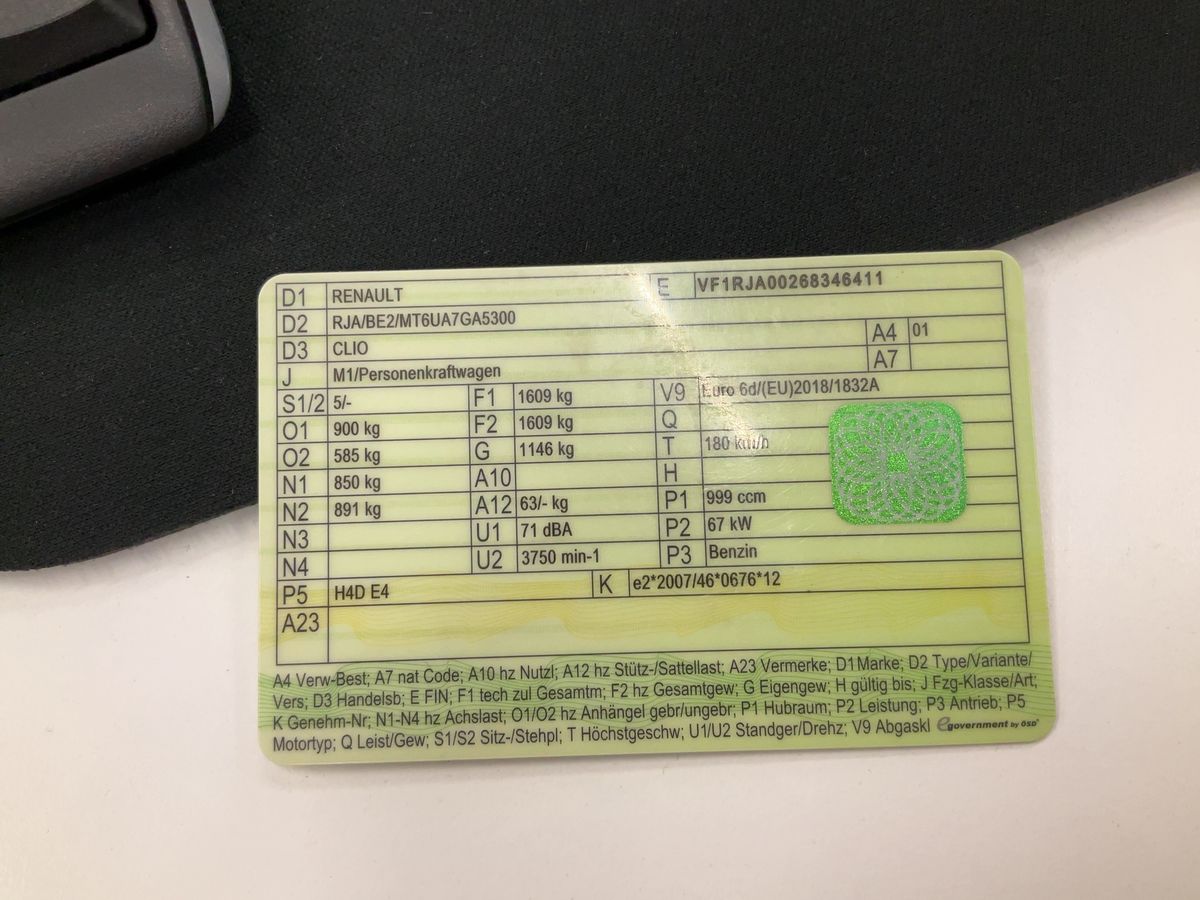 D1 RENAULT E VF1RJA00268346411
D2 RJA/BE2/MT6UA7GA5300
D3 CLIO A4 01
J M1/Personenkraftwagen A7
S1/2 5/- F1 1609 kg V9 Euro 6d/(EU)2018/1832A
O1 900 kg F2 1609 kg Q
O2 585 kg G 1146 kg T 180 km/h
N1 850 kg A10 H
N2 891 kg A12 63/- kg P1 999 ccm
N3 U1 71 dBA P2 67 kW
N4 U2 3750 min-1 P3 Benzin
P5 H4D E4 K e2*2007/46*0676*12
A23
A4 Verw-Best; A7 nat Code; A10 hz Nutzl; A12 hz Stütz-/Sattellast; A23 Vermerke; D1 Marke; D2 Type/Variante/
Vers; D3 Handelsb; E FIN; F1 tech zul Gesamtm; F2 hz Gesamtgew; G Eigengew; H gültig bis; J Fzg-Klasse/Art;
K Genehm-Nr; N1-N4 hz Achslast; O1/O2 hz Anhängel gebr/ungebr; P1 Hubraum; P2 Leistung; P3 Antrieb; P5
Motortyp; Q Leist/Gew; S1/S2 Sitz-/Stehpl; T Höchstgeschw; U1/U2 Standger/Drehz; V9 Abgaskl egovernment by ÖSD